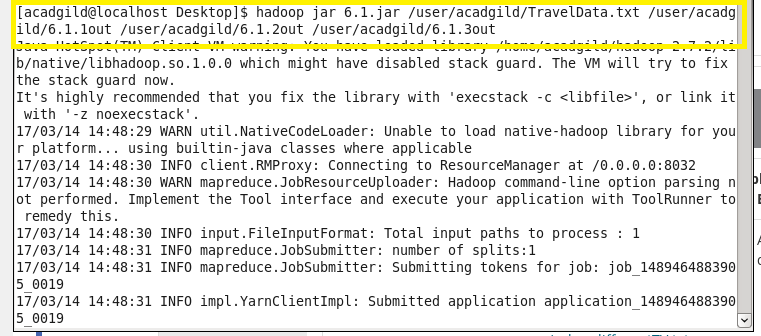 [acadgild@localhost Desktop]$ hadoop jar 6.1.jar /user/acadgild/TravelData.txt /user/acadg
ild/6.1.1out /user/acadgild/6.1.2out /user/acadgild/6.1.3out
Java HotSpot(TM) Client VM warning: You have loaded library /home/acadgild/hadoop-2.7.2/li
b/native/libhadoop.so.1.0.0 which might have disabled stack guard. The VM will try to fix
the stack guard now.
It's highly recommended that you fix the library with 'execstack -c <libfile>', or link it
 with '-z noexecstack'.
17/03/14 14:48:29 WARN util.NativeCodeLoader: Unable to load native-hadoop library for you
r platform... using builtin-java classes where applicable
17/03/14 14:48:30 INFO client.RMProxy: Connecting to ResourceManager at /0.0.0.0:8032
17/03/14 14:48:30 WARN mapreduce.JobResourceUploader: Hadoop command-line option parsing n
ot performed. Implement the Tool interface and execute your application with ToolRunner to
 remedy this.
17/03/14 14:48:30 INFO input.FileInputFormat: Total input paths to process : 1
17/03/14 14:48:31 INFO mapreduce.JobSubmitter: number of splits:1
17/03/14 14:48:31 INFO mapreduce.JobSubmitter: Submitting tokens for job: job_148946488390
5_0019
17/03/14 14:48:31 INFO impl.YarnClientImpl: Submitted application application_148946488390
5_0019